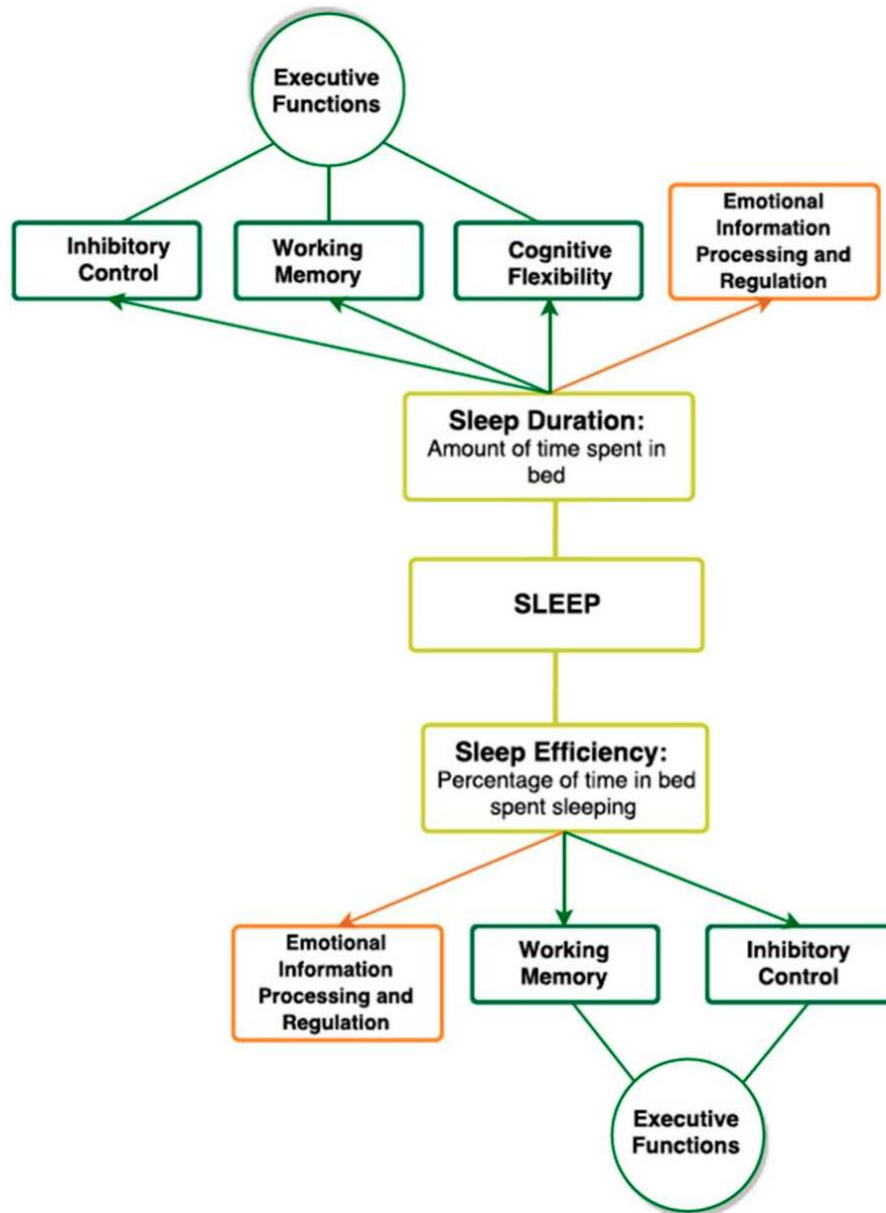 Executive
Functions
Inhibitory
Control
Working
Memory
Cognitive
Flexibility
Emotional
Information
Processing and
Regulation
Sleep Duration:
Amount of time spent in
bed
SLEEP
Sleep Efficiency:
Percentage of time in bed
spent sleeping
Emotional
Information
Processing and
Regulation
Working
Memory
Inhibitory
Control
Executive
Functions